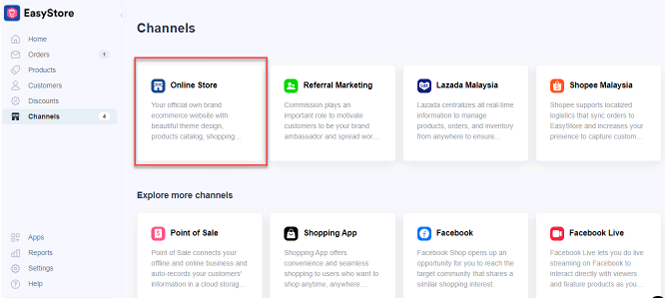 EasyStore
Home
Orders 1
Products
Customers
Discounts
Channels 4
Apps
Reports
Settings
Help
Channels
Online Store
Your official own brand
ecommerce website with
beautiful theme design,
products catalog, shopping...
Referral Marketing
Commission plays an
important role to motivate
customers to be your brand
ambassador and spread wor...
Lazada Malaysia
Lazada centralizes all real-time
information to manage
products, orders, and inventory
from anywhere to ensure...
Shopee Malaysia
Shopee supports localized
logistics that sync orders to
EasyStore and increases your
presence to capture custom...
Explore more channels
Point of Sale
Point of Sale connects your
offline and online business and
auto-records your customers'
information in a cloud storag...
Shopping App
Shopping App offers
convenient and seamless
shopping to users who want to
shop anytime, anywhere...
Facebook
Facebook Shop opens up an
opportunity for you to reach the
target community that shares a
similar shopping interest.
Facebook Live
Facebook Live lets you do live
streaming on Facebook to
interact directly with viewers
and feature products as you...